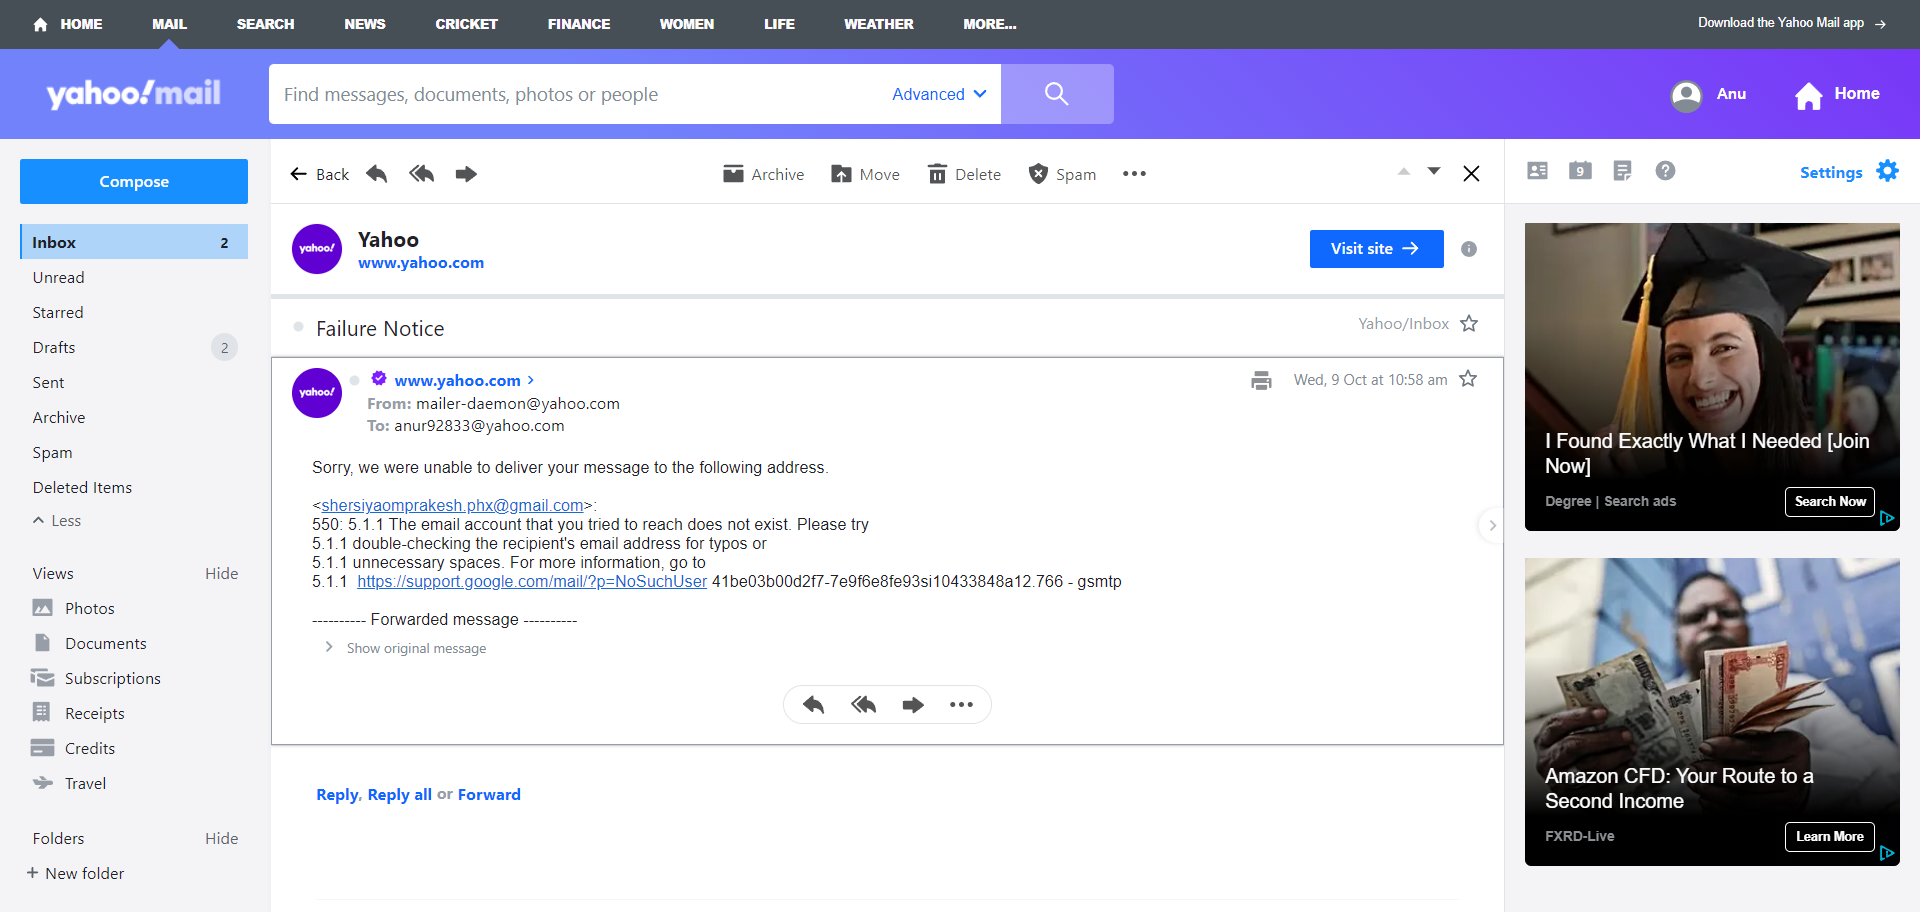 HOME MAIL SEARCH NEWS CRICKET FINANCE WOMEN LIFE WEATHER MORE... Download the Yahoo Mail app
yahoo!mail Find messages, documents, photos or people Advanced Anu Home
Compose
Inbox 2
Unread
Starred
Drafts 2
Sent
Archive
Spam
Deleted Items
Less
Views Hide
Photos
Documents
Subscriptions
Receipts
Credits
Travel
Folders Hide
+ New folder
Back Archive Move Delete Spam
yahoo! Yahoo
www.yahoo.com
Visit site
Failure Notice Yahoo/Inbox
yahoo! www.yahoo.com Wed, 9 Oct at 10:58 am
From: mailer-daemon@yahoo.com
To: anur92833@yahoo.com
Sorry, we were unable to deliver your message to the following address.
<shersiyaomprakesh.phx@gmail.com>:
550: 5.1.1 The email account that you tried to reach does not exist. Please try
5.1.1 double-checking the recipient's email address for typos or
5.1.1 unnecessary spaces. For more information, go to
5.1.1 https://support.google.com/mail/?p=NoSuchUser 41be03b00d2f7-7e9f6e8fe93si10433848a12.766 - gsmtp
---------- Forwarded message ----------
Show original message
Reply, Reply all or Forward
9 Settings
I Found Exactly What I Needed [Join
Now]
Degree | Search ads Search Now
Amazon CFD: Your Route to a
Second Income
FXRD-Live Learn More